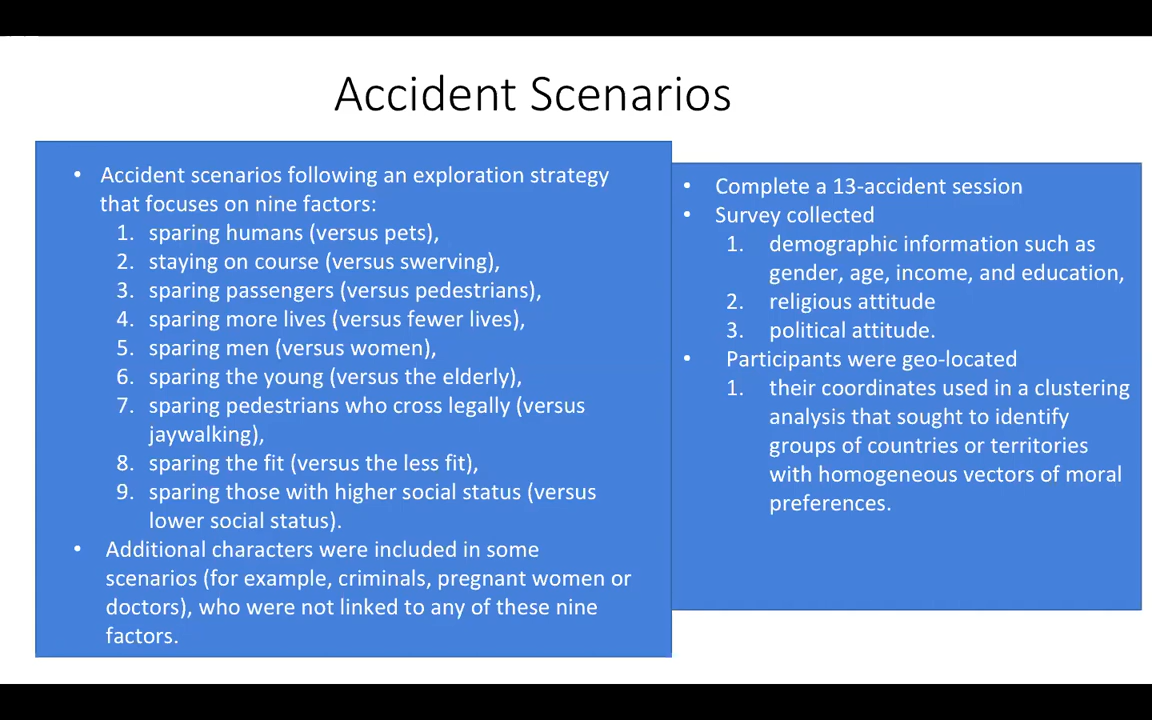 Accident Scenarios
• Accident scenarios following an exploration strategy
that focuses on nine factors:
1. sparing humans (versus pets),
2. staying on course (versus swerving),
3. sparing passengers (versus pedestrians),
4. sparing more lives (versus fewer lives),
5. sparing men (versus women),
6. sparing the young (versus the elderly),
7. sparing pedestrians who cross legally (versus
jaywalking),
8. sparing the fit (versus the less fit),
9. sparing those with higher social status (versus
lower social status).
• Additional characters were included in some
scenarios (for example, criminals, pregnant women or
doctors), who were not linked to any of these nine
factors.
• Complete a 13-accident session
• Survey collected
1. demographic information such as
gender, age, income, and education,
2. religious attitude
3. political attitude.
• Participants were geo-located
1. their coordinates used in a clustering
analysis that sought to identify
groups of countries or territories
with homogeneous vectors of moral
preferences.